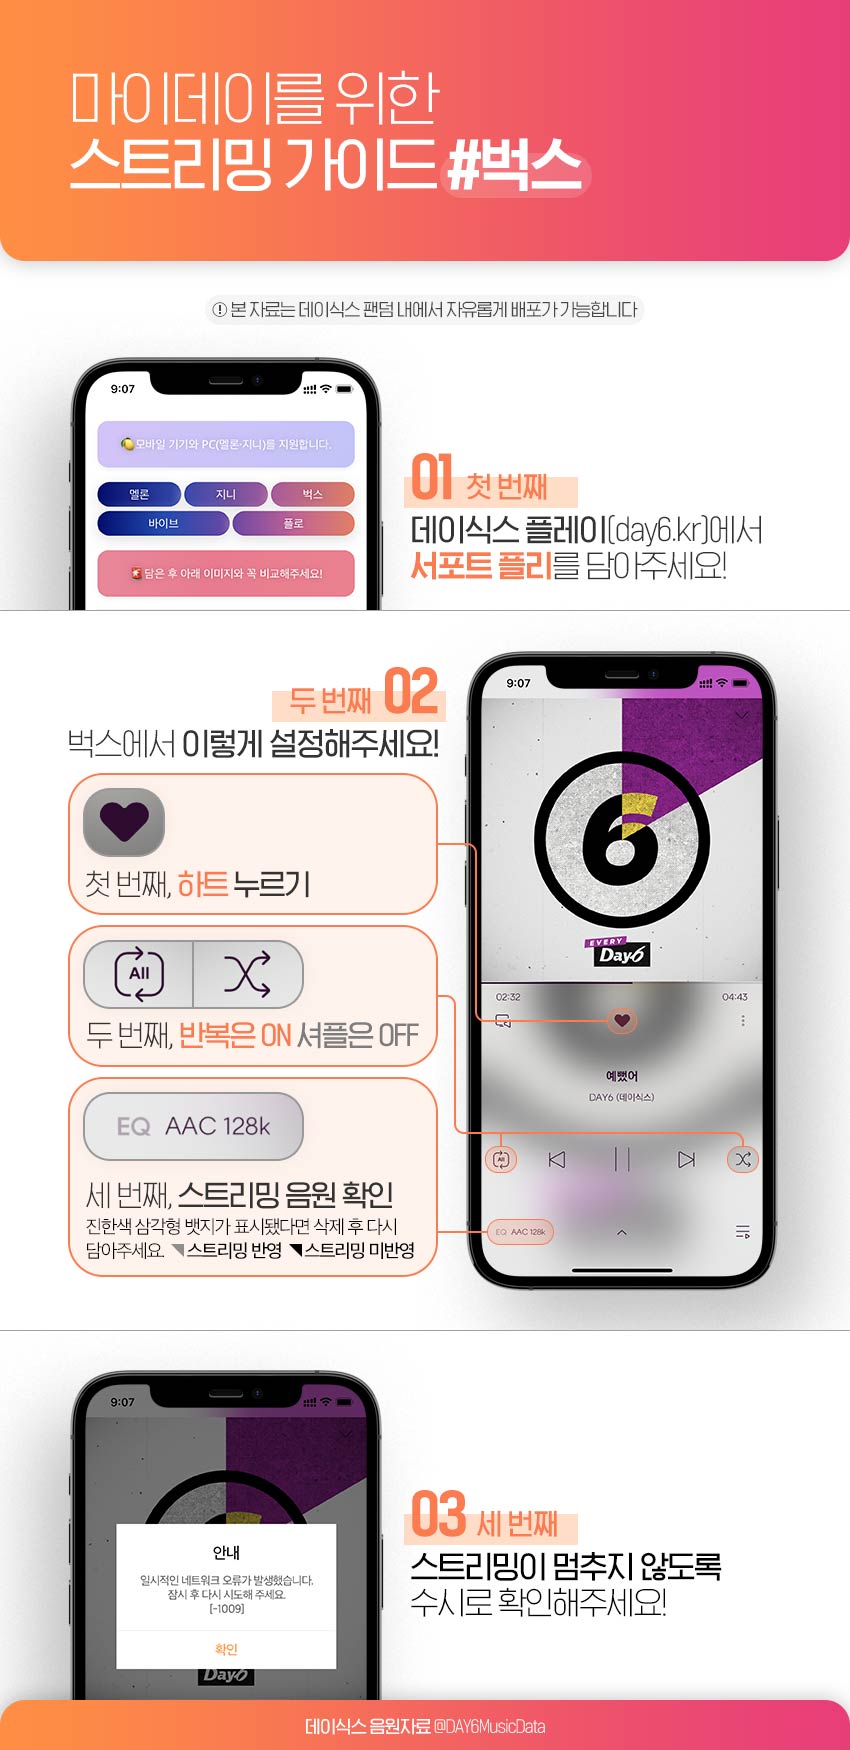 마이데이를 위한
스트리밍 가이드 #벅스
! 본 자료는 데이식스 팬덤 내에서 자유롭게 배포가 가능합니다
9:07
🍋모바일 기기와 PC(멜론·지니)를 지원합니다.
멜론 지니 벅스
바이브 플로
🚨담은 후 아래 이미지와 꼭 비교해주세요!
01 첫 번째
데이식스 플레이(day6.kr)에서
서포트 플리를 담아주세요!
두 번째 02
벅스에서 이렇게 설정해주세요!
첫 번째, 하트 누르기
All
두 번째, 반복은 ON 셔플은 OFF
EQ AAC 128k
세 번째, 스트리밍 음원 확인
진한색 삼각형 뱃지가 표시됐다면 삭제 후 다시
담아주세요. ◥스트리밍 반영 ◥스트리밍 미반영
9:07
6
EVERY
Day6
02:32 04:43
예뻤어
DAY6 (데이식스)
All
EQ AAC 128k
9:07
안내
일시적인 네트워크 오류가 발생했습니다.
잠시 후 다시 시도해 주세요.
[-1009]
확인
Day6
03 세 번째
스트리밍이 멈추지 않도록
수시로 확인해주세요!
데이식스 음원자료 @DAY6MusicData